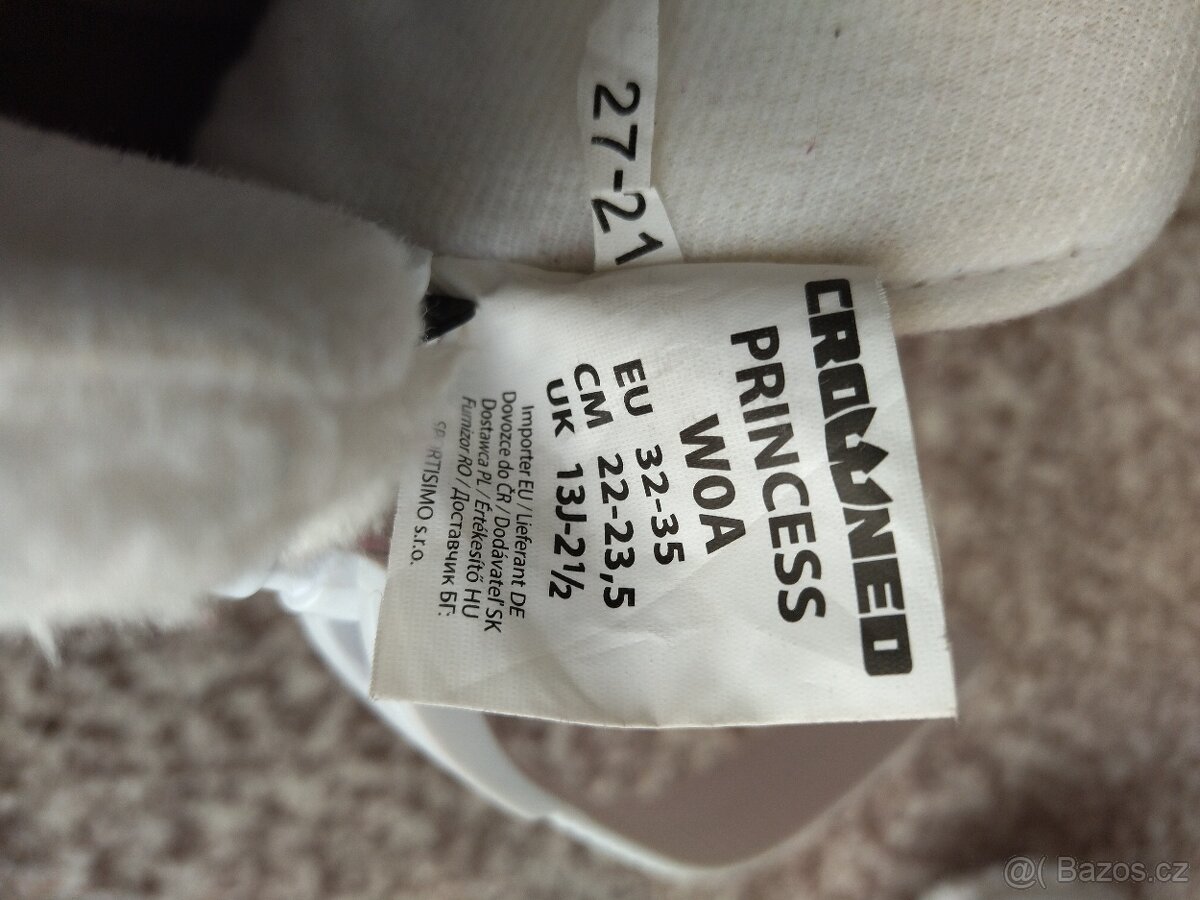 27-21
CROWNED
PRINCESS
WOA
EU 32-35
CM 22-23,5
UK 13J-2½
Importer EU / Lieferant DE
Dovozce do ČR / Dodávateľ SK
Dostawca PL / Értékesítő HU
Furnizor RO / Доставчик БГ:
SPORTISIMO s.r.o.
@( Bazos.cz